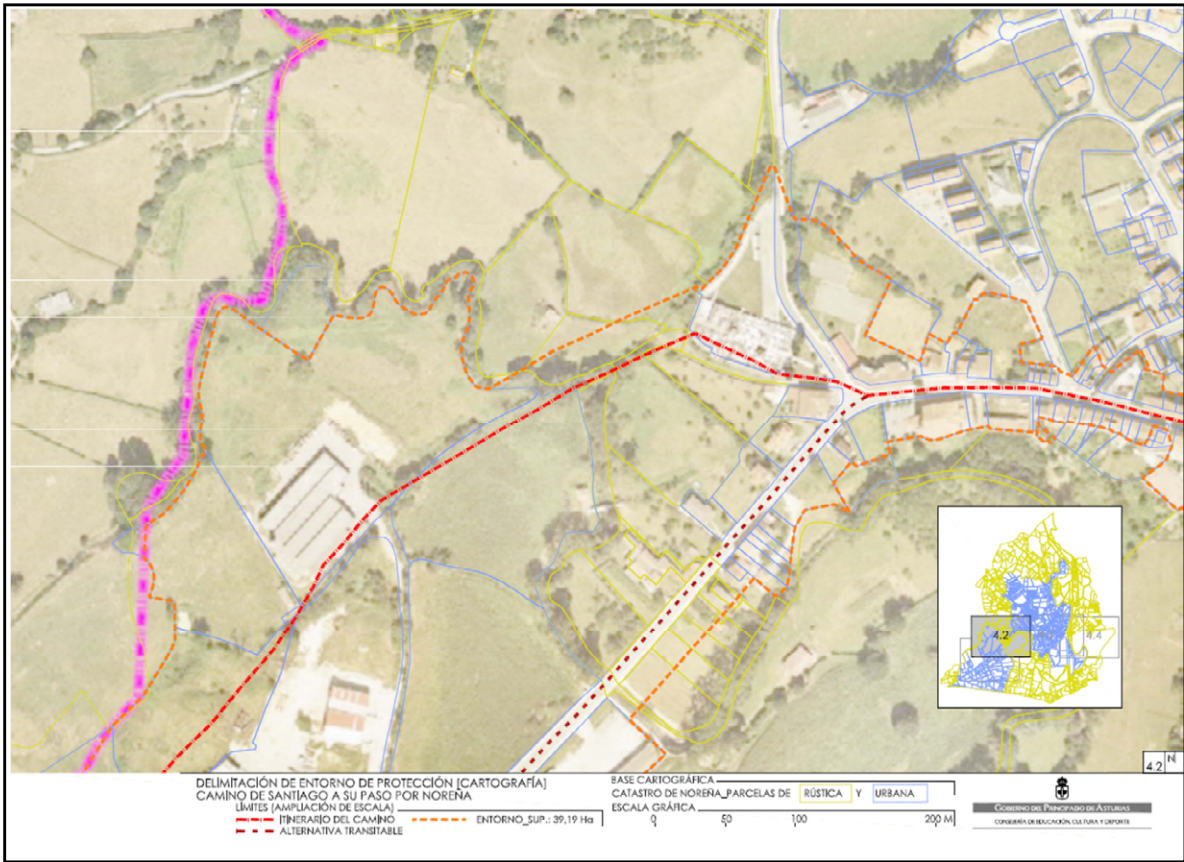 4.2
4.4
4.2 N
DELIMITACIÓN DE ENTORNO DE PROTECCIÓN [CARTOGRAFÍA]
CAMINO DE SANTIAGO A SU PASO POR NOREÑA
LÍMITES [AMPLIACIÓN DE ESCALA]
ITINERARIO DEL CAMINO
ENTORNO_SUP.: 39,19 Ha
ALTERNATIVA TRANSITABLE
BASE CARTOGRÁFICA
CATASTRO DE NOREÑA_PARCELAS DE RÚSTICA Y URBANA
ESCALA GRÁFICA
0 50 100 200 M
GOBIERNO DEL PRINCIPADO DE ASTURIAS
CONSEJERÍA DE EDUCACIÓN, CULTURA Y DEPORTE